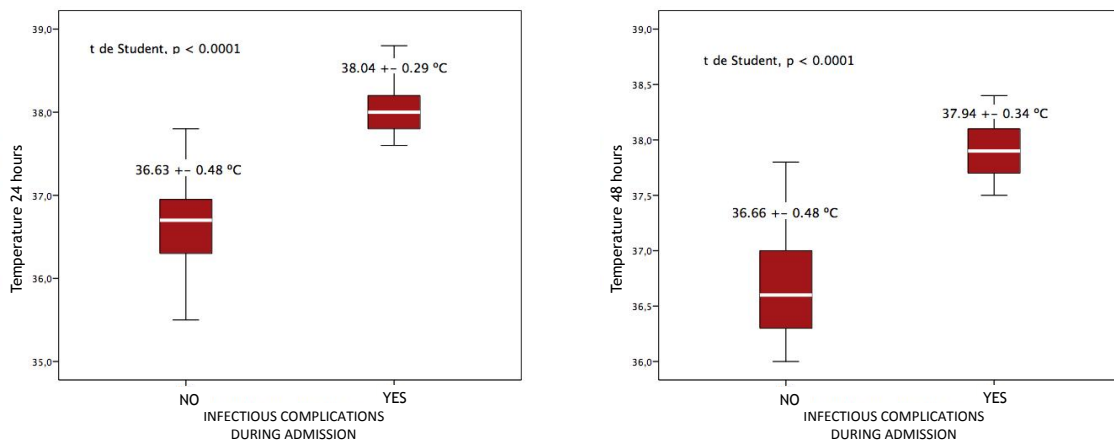 39,0
38,0
37,0
36,0
35,0
Temperature 24 hours
t de Student, p < 0.0001
38.04 +- 0.29 ºC
36.63 +- 0.48 ºC
NO
YES
INFECTIOUS COMPLICATIONS
DURING ADMISSION
39,0
38,5
38,0
37,5
37,0
36,5
36,0
Temperature 48 hours
t de Student, p < 0.0001
37.94 +- 0.34 ºC
36.66 +- 0.48 ºC
NO
YES
INFECTIOUS COMPLICATIONS
DURING ADMISSION